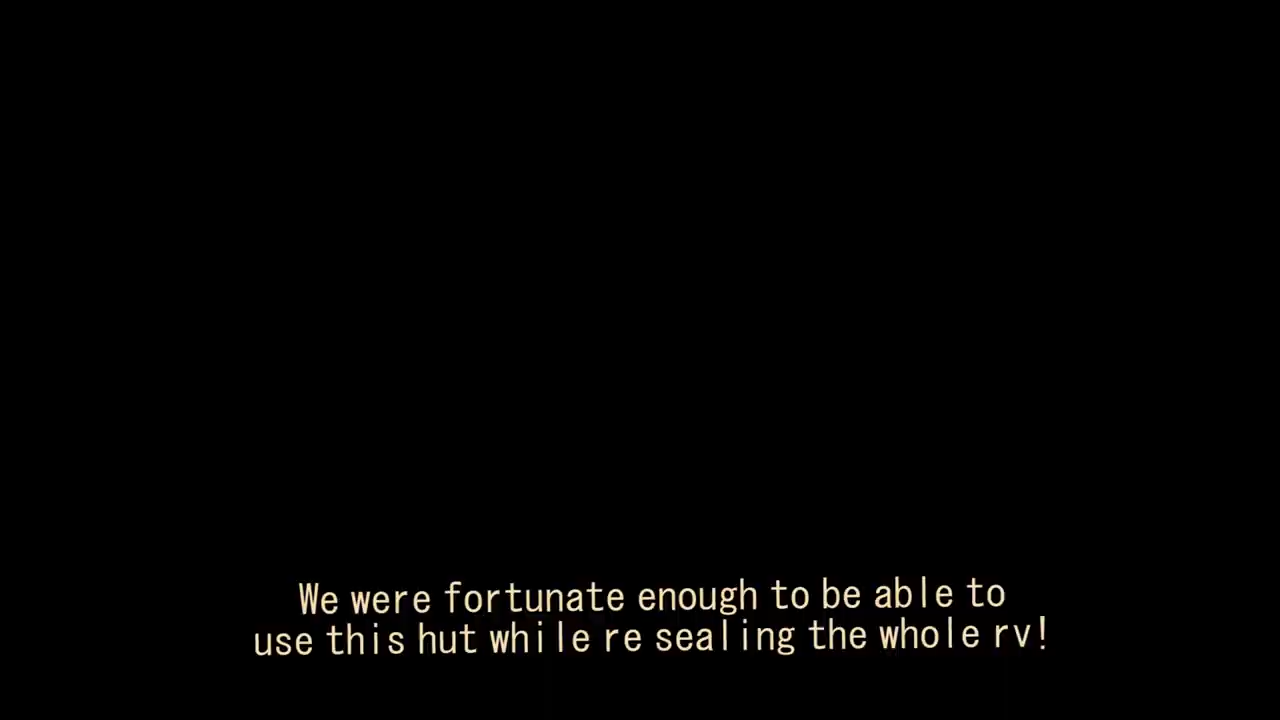 We were fortunate enough to be able to
use this hut while re sealing the whole rv!